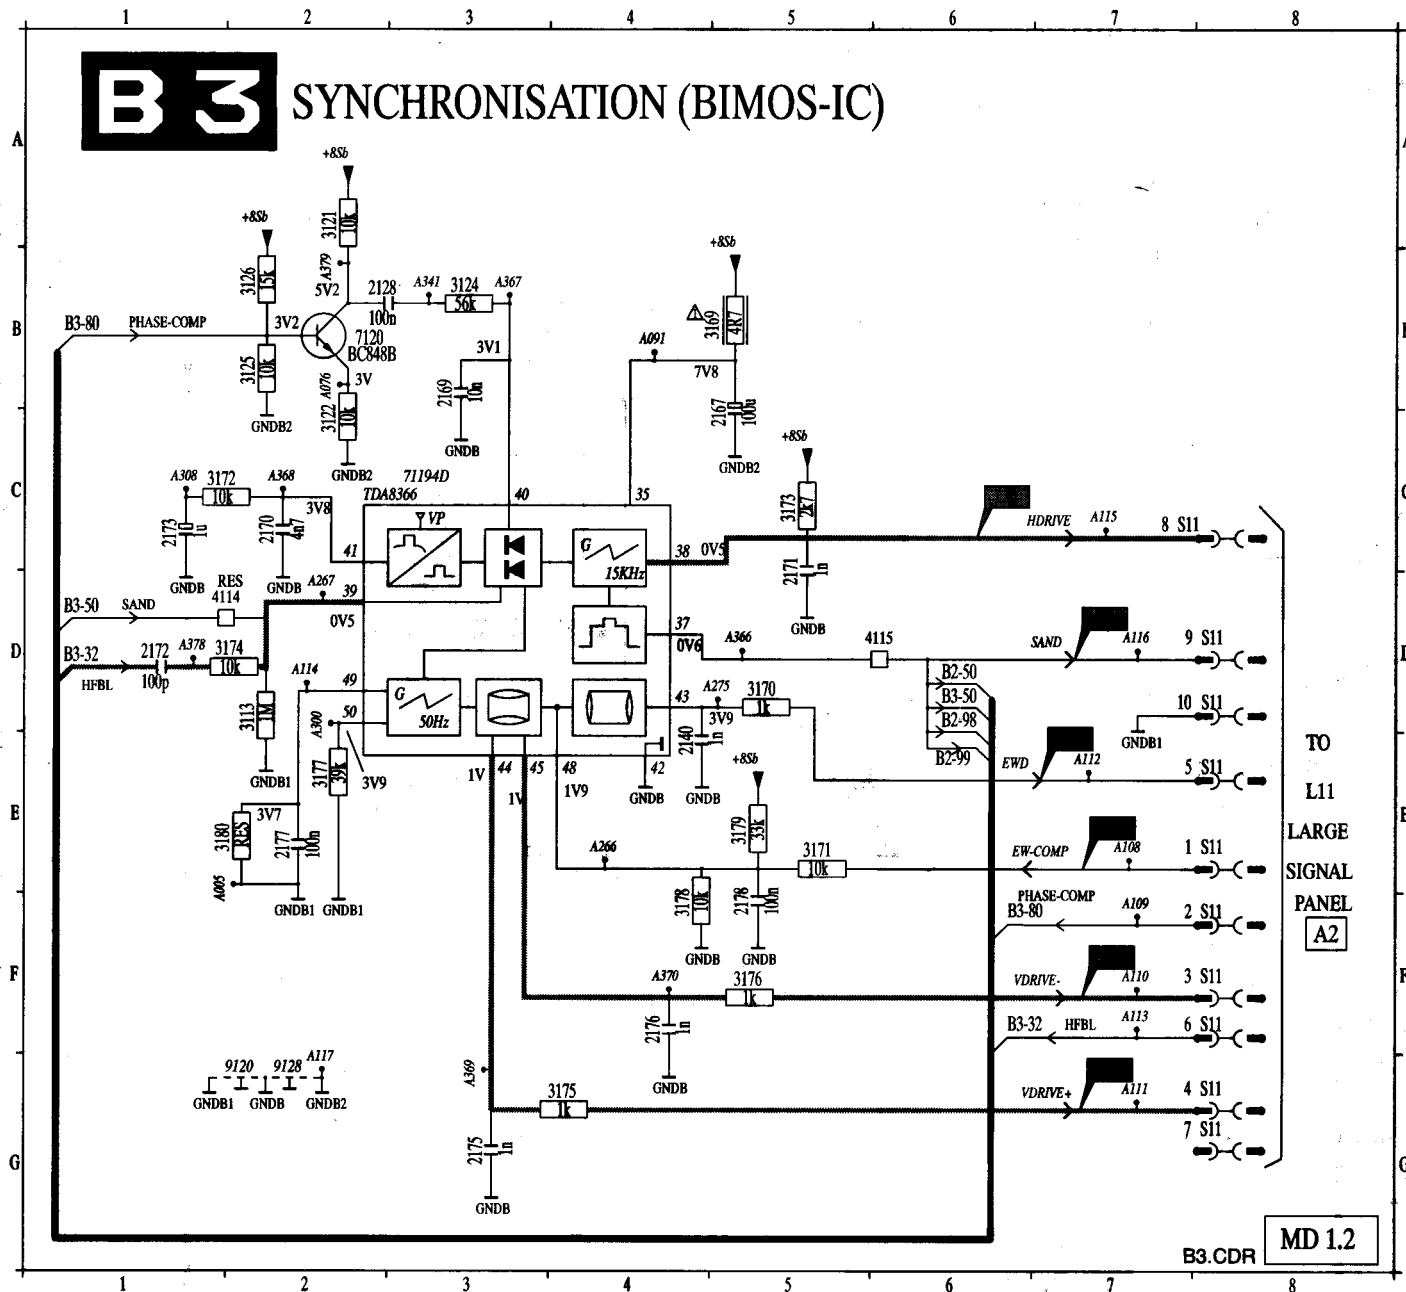 1 2 3 4 5 6 7 8
B 3 SYNCHRONISATION (BIMOS-IC)
A
B
C
D
E
F
G
+8Sb
3121
10k
A379
5V2
+8Sb
3126
15k
B3-80
PHASE-COMP
3V2
7120
BC848B
3125
10k
GNDB2
A076
3V
3122
10k
GNDB2
2128
100n
A341
3124
56k
A367
3V1
2169
10n
GNDB
+8Sb
3169
4R7
A091
7V8
2167
100u
GNDB2
+8Sb
3173
2k7
2171
1n
GNDB
A308
3172
10k
A368
3V8
2173
1u
GNDB
2170
4n7
GNDB
71194D
TDA8366
40
35
VP
41
G
15KHz
38
0V5
HDRIVE
A115
8 S11
RES
4114
A267
39
0V5
B3-50
SAND
B3-32
HFBL
2172
100p
A378
3174
10k
37
0V6
A366
4115
SAND
A116
9 S11
A114
49
G
50Hz
50
A300
43
A275
3V9
3170
1k
B2-50
B3-50
B2-98
B2-99
10 S11
GNDB1
3113
1M
GNDB1
3177
39k
3V9
1V
44
1V
45
48
1V9
42
GNDB
2140
1n
GNDB
EWD
A112
5 S11
+8Sb
3179
33k
3180
RES
3V7
2177
100n
A005
GNDB1
GNDB1
A266
3171
10k
EW-COMP
A108
1 S11
3178
10k
GNDB
2178
100n
GNDB
PHASE-COMP
B3-80
A109
2 S11
A370
3176
1k
2176
1n
GNDB
VDRIVE-
A110
3 S11
B3-32
HFBL
A113
6 S11
9120
9128
A117
GNDB1
GNDB
GNDB2
A369
3175
1k
2175
1n
GNDB
VDRIVE+
A111
4 S11
7 S11
TO
L11
LARGE
SIGNAL
PANEL
A2
B3.CDR
MD 1.2
1 2 3 4 5 6 7 8